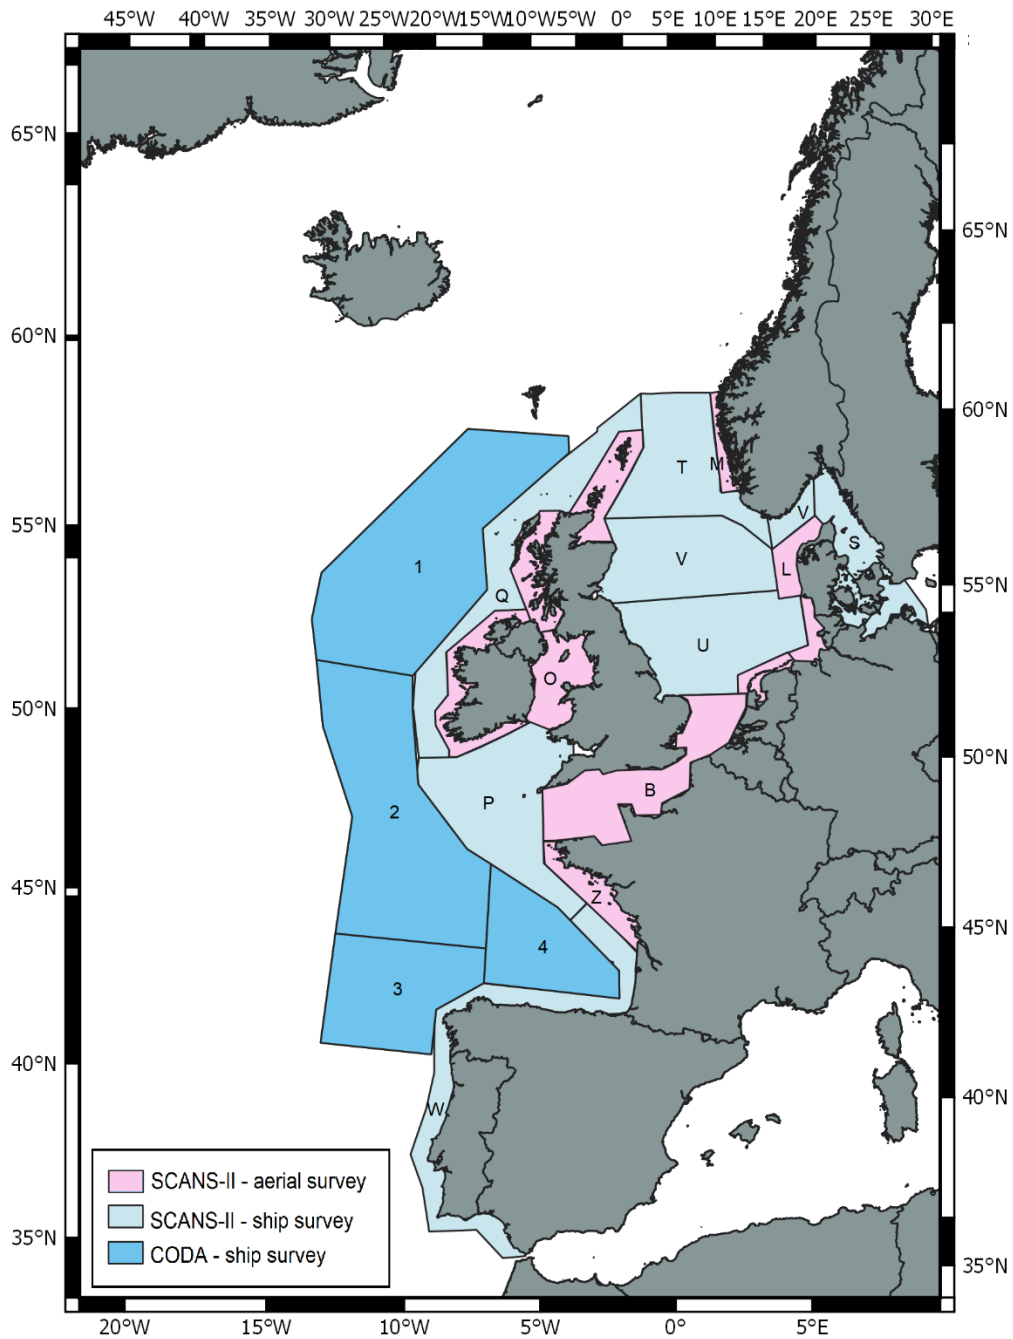 45°W 40°W 35°W 30°W 25°W 20°W 15°W 10°W 5°W 0° 5°E 10°E 15°E 20°E 25°E 30°E
65°N
65°N
60°N
60°N
T
M
55°N
V
S
V
1
L
55°N
Q
U
O
50°N
50°N
B
P
2
45°N
Z
45°N
4
3
40°N
40°N
W
SCANS-II - aerial survey
SCANS-II - ship survey
CODA - ship survey
35°N
35°N
20°W 15°W 10°W 5°W 0° 5°E